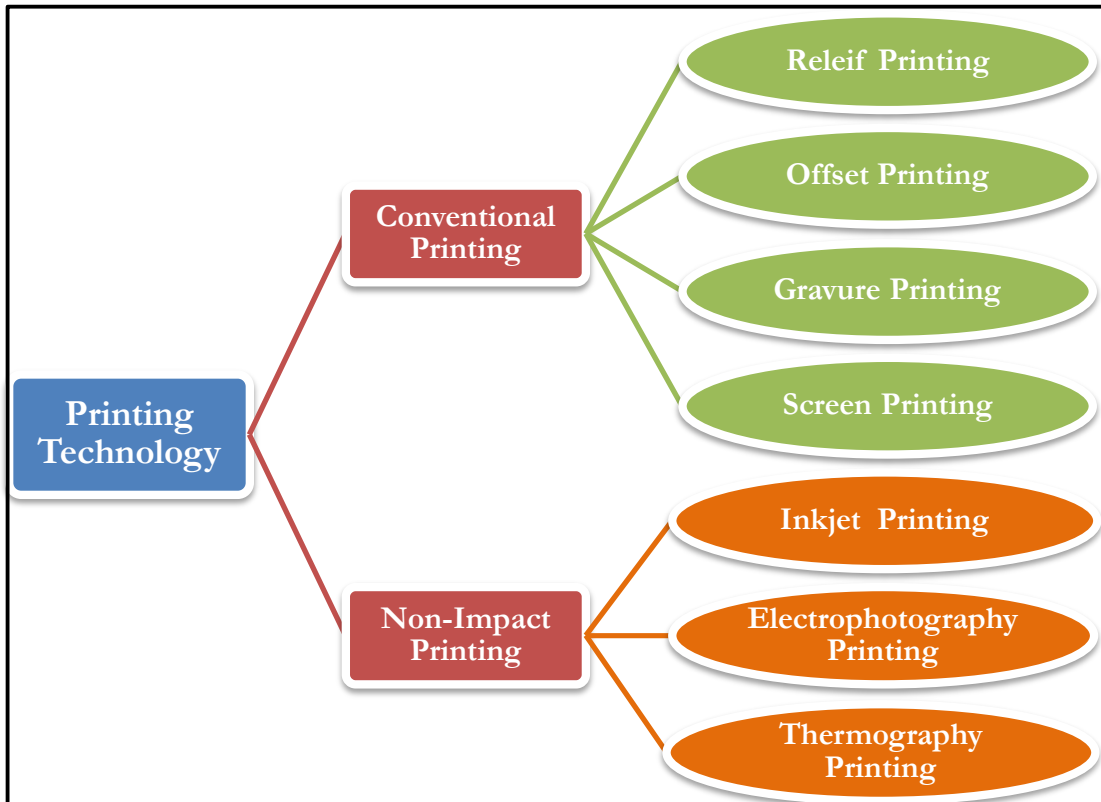 Releif Printing
Offset Printing
Conventional
Printing
Gravure Printing
Screen Printing
Printing
Technology
Inkjet Printing
Non-Impact
Printing
Electrophotography
Printing
Thermography
Printing